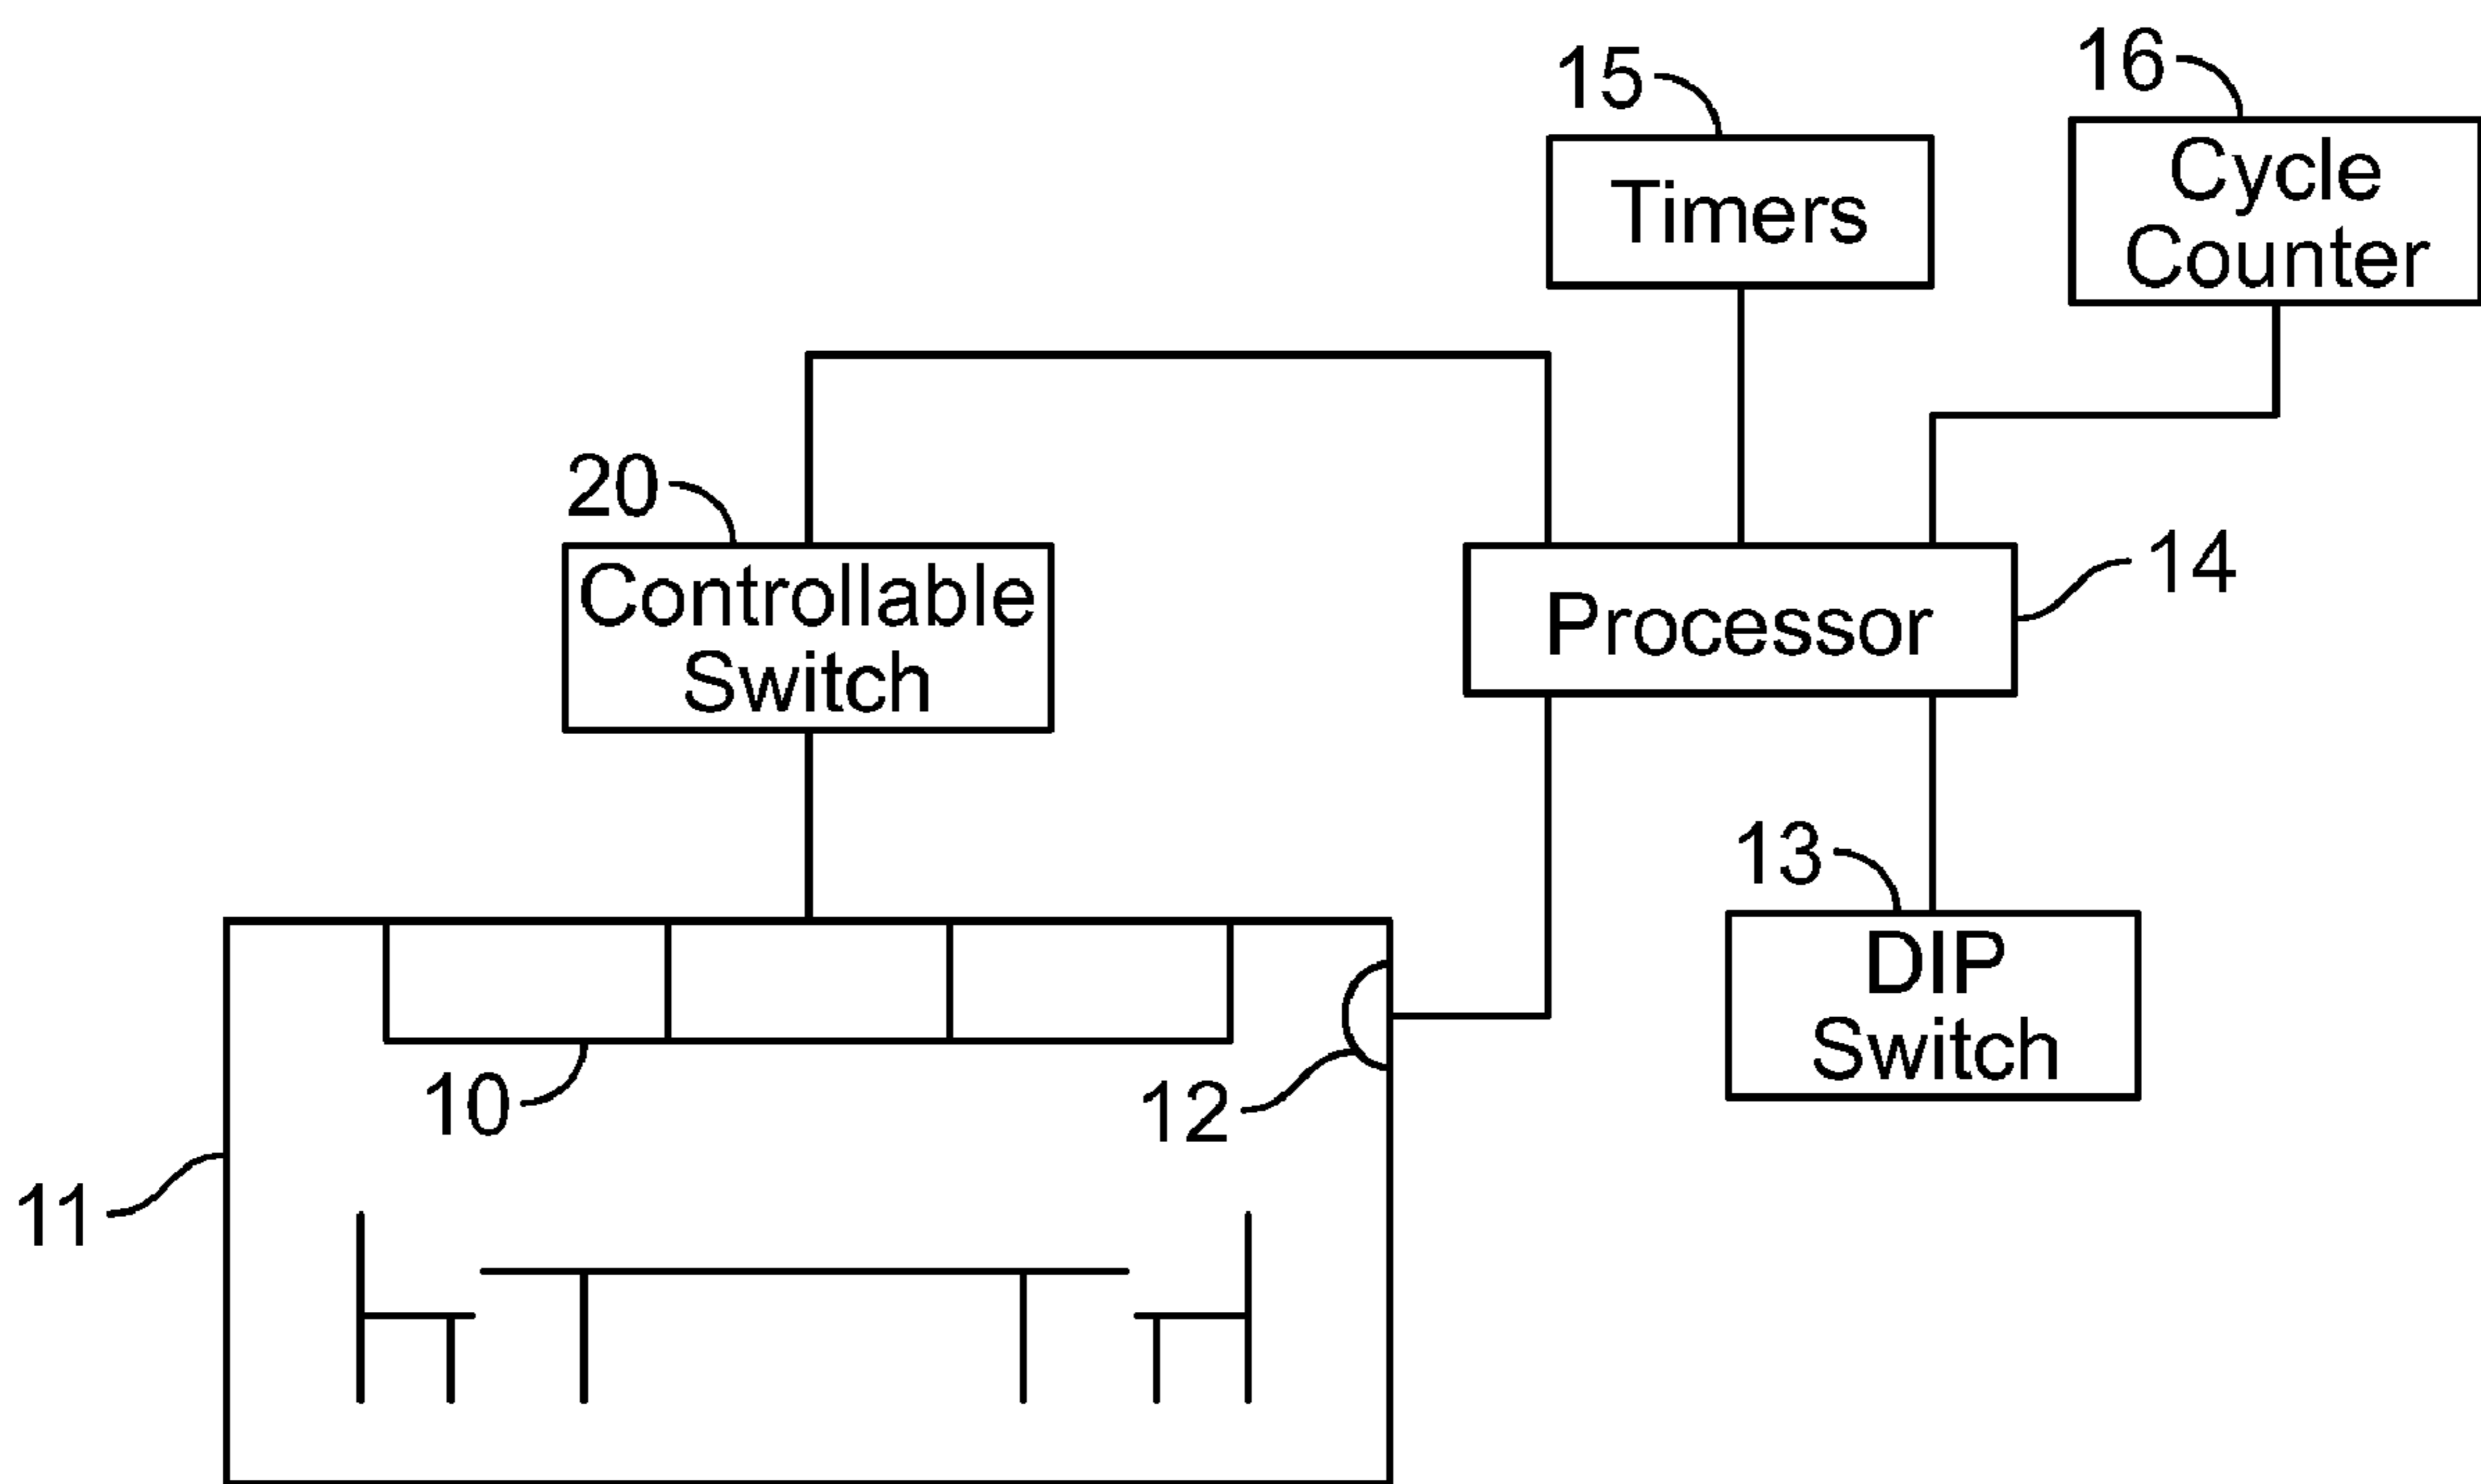 15
16
Timers
Cycle
Counter
20
Controllable
Switch
14
Processor
13
DIP
Switch
10
12
11